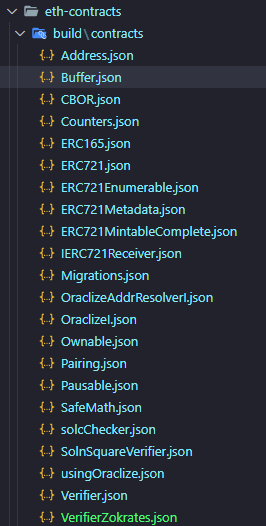 eth-contracts
build\contracts
Address.json
Buffer.json
CBOR.json
Counters.json
ERC165.json
ERC721.json
ERC721Enumerable.json
ERC721Metadata.json
ERC721MintableComplete.json
IERC721Receiver.json
Migrations.json
OraclizeAddrResolverI.json
OraclizeI.json
Ownable.json
Pairing.json
Pausable.json
SafeMath.json
solcChecker.json
SolnSquareVerifier.json
usingOraclize.json
Verifier.json
VerifierZokrates.json